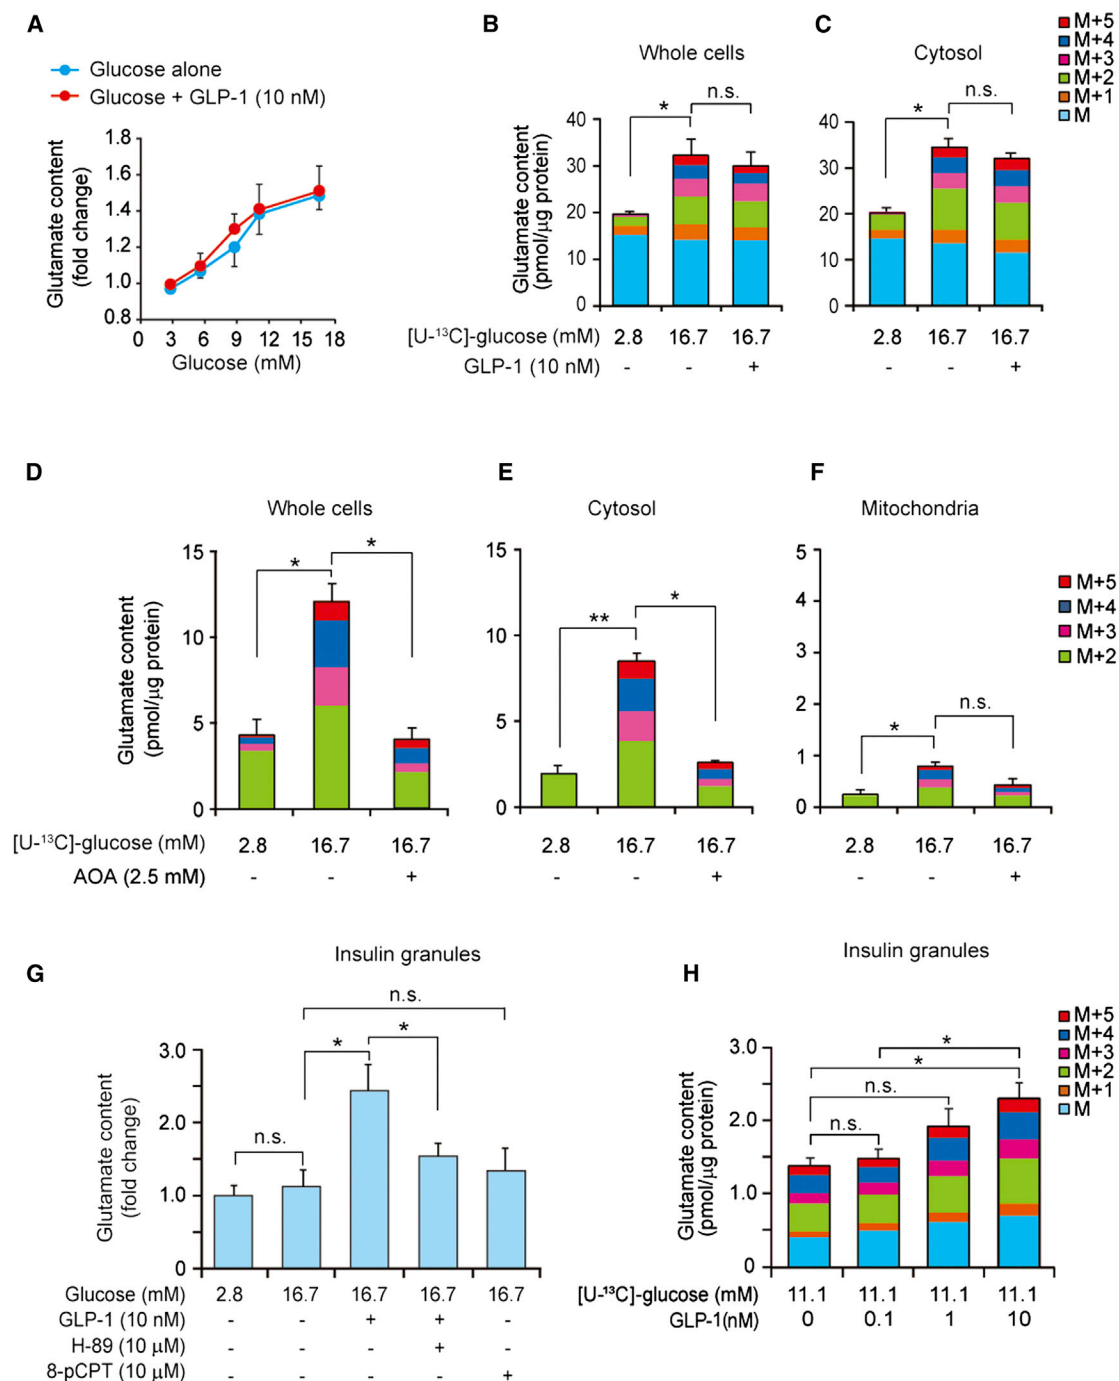 A
Glucose alone
Glucose + GLP-1 (10 nM)
Glutamate content
(fold change)
1.8
1.6
1.4
1.2
1.0
0.8
0 3 6 9 12 15 18
Glucose (mM)
B
Whole cells
* n.s.
Glutamate content
(pmol/μg protein)
40
30
20
10
0
[U-¹³C]-glucose (mM) 2.8 16.7 16.7
GLP-1 (10 nM) - - +
C
Cytosol
* n.s.
40
30
20
10
0
2.8 16.7 16.7
- - +
M+5
M+4
M+3
M+2
M+1
M
D
Whole cells
* *
Glutamate content
(pmol/μg protein)
15
10
5
0
[U-¹³C]-glucose (mM) 2.8 16.7 16.7
AOA (2.5 mM) - - +
E
Cytosol
** *
15
10
5
0
2.8 16.7 16.7
- - +
F
Mitochondria
* n.s.
5
4
3
2
1
0
2.8 16.7 16.7
- - +
M+5
M+4
M+3
M+2
G
Insulin granules
n.s.
* *
n.s.
Glutamate content
(fold change)
3.0
2.0
1.0
0
Glucose (mM) 2.8 16.7 16.7 16.7 16.7
GLP-1 (10 nM) - - + + -
H-89 (10 μM) - - - + -
8-pCPT (10 μM) - - - - +
H
Insulin granules
*
*
n.s.
n.s.
Glutamate content
(pmol/μg protein)
3.0
2.0
1.0
0
[U-¹³C]-glucose (mM) 11.1 11.1 11.1 11.1
GLP-1(nM) 0 0.1 1 10
M+5
M+4
M+3
M+2
M+1
M